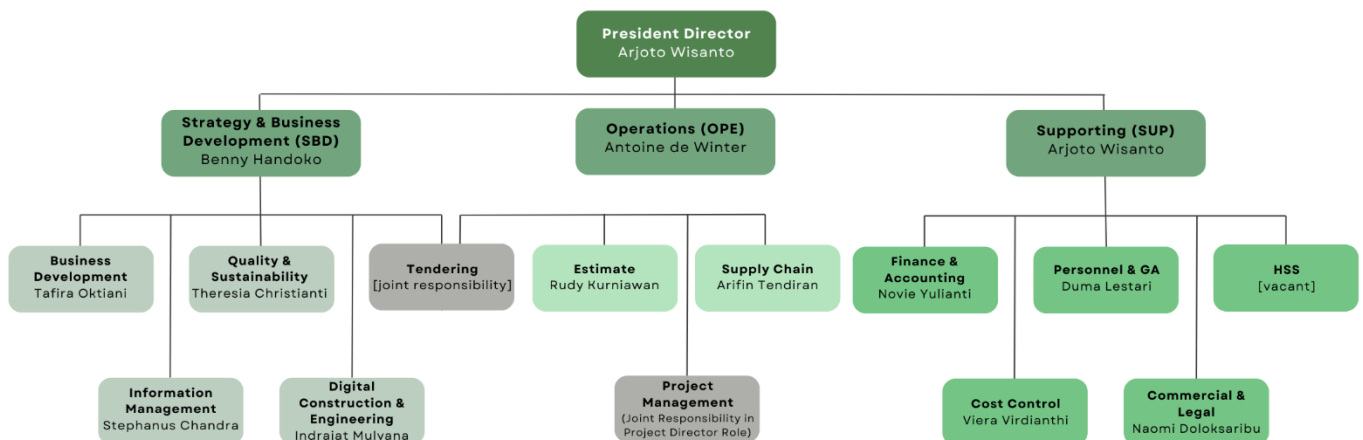 President Director
Arjoto Wisanto
Strategy & Business
Development (SBD)
Benny Handoko
Operations (OPE)
Antoine de Winter
Supporting (SUP)
Arjoto Wisanto
Business
Development
Tafira Oktiani
Quality &
Sustainability
Theresia Christianti
Tendering
[joint responsibility]
Estimate
Rudy Kurniawan
Supply Chain
Arifin Tendiran
Finance &
Accounting
Novie Yulianti
Personnel & GA
Duma Lestari
HSS
[vacant]
Information
Management
Stephanus Chandra
Digital
Construction &
Engineering
Indrajat Mulyana
Project
Management
(Joint Responsibility in
Project Director Role)
Cost Control
Viera Virdianthi
Commercial &
Legal
Naomi Doloksaribu